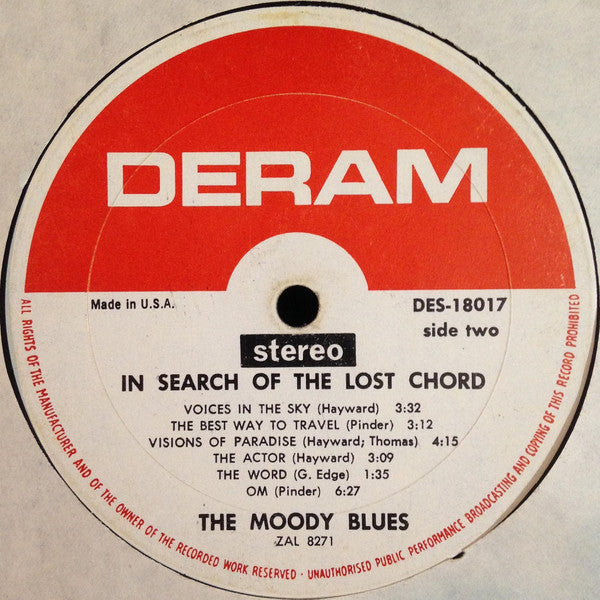 DERAM
Made in U.S.A.
DES-18017
side two
stereo
IN SEARCH OF THE LOST CHORD
VOICES IN THE SKY (Hayward) 3:32
THE BEST WAY TO TRAVEL (Pinder) 3:12
VISIONS OF PARADISE (Hayward; Thomas) 4:15
THE ACTOR (Hayward) 3:09
THE WORD (G. Edge) 1:35
OM (Pinder) 6:27
THE MOODY BLUES
ZAL 8271
ALL RIGHTS OF THE MANUFACTURER AND OF THE OWNER OF THE RECORDED WORK RESERVED · UNAUTHORISED PUBLIC PERFORMANCE BROADCASTING AND COPYING OF THIS RECORD PROHIBITED